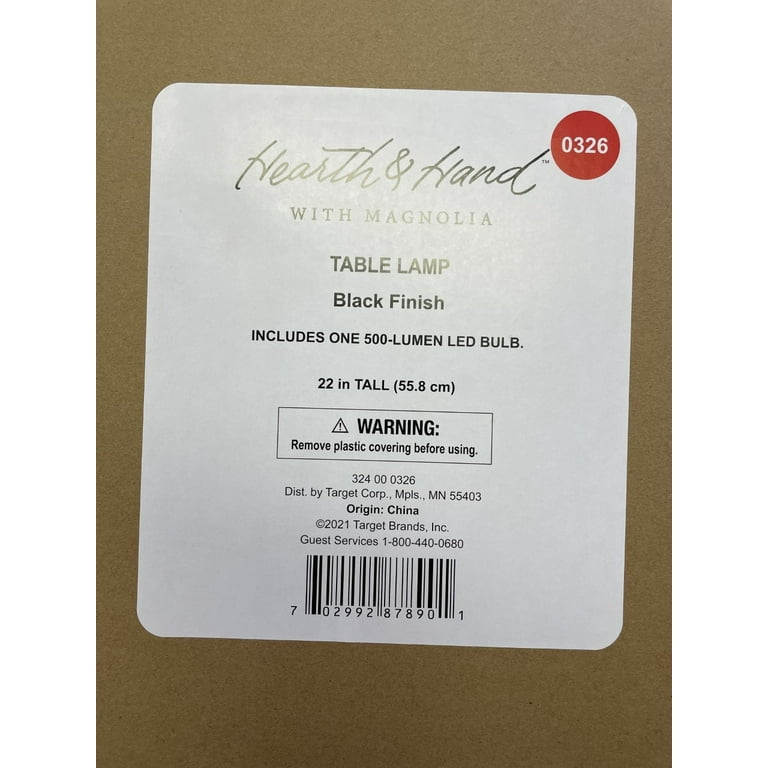 Hearth & Hand™
0326
WITH MAGNOLIA
TABLE LAMP
Black Finish
INCLUDES ONE 500-LUMEN LED BULB.
22 in TALL (55.8 cm)
⚠ WARNING:
Remove plastic covering before using.
324 00 0326
Dist. by Target Corp., Mpls., MN 55403
Origin: China
©2021 Target Brands, Inc.
Guest Services 1-800-440-0680
7 02992 87890 1